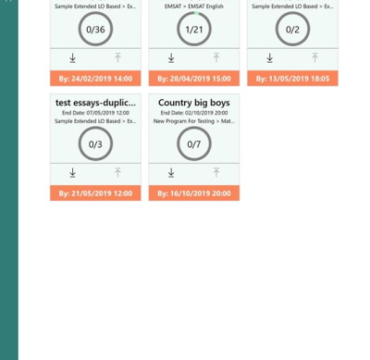 Sample Extended LO Based > Ex..
EMSAT > EMSAT English
Sample Extended LO Based > Ex..
0/36
1/21
0/2
By: 24/02/2019 14:00
By: 28/04/2019 15:00
By: 13/05/2019 18:05
test essays-duplic...
Country big boys
End Date: 07/05/2019 12:00
End Date: 02/10/2019 20:00
Sample Extended LO Based > Ex..
New Program For Testing > Mat..
0/3
0/7
By: 21/05/2019 12:00
By: 16/10/2019 20:00